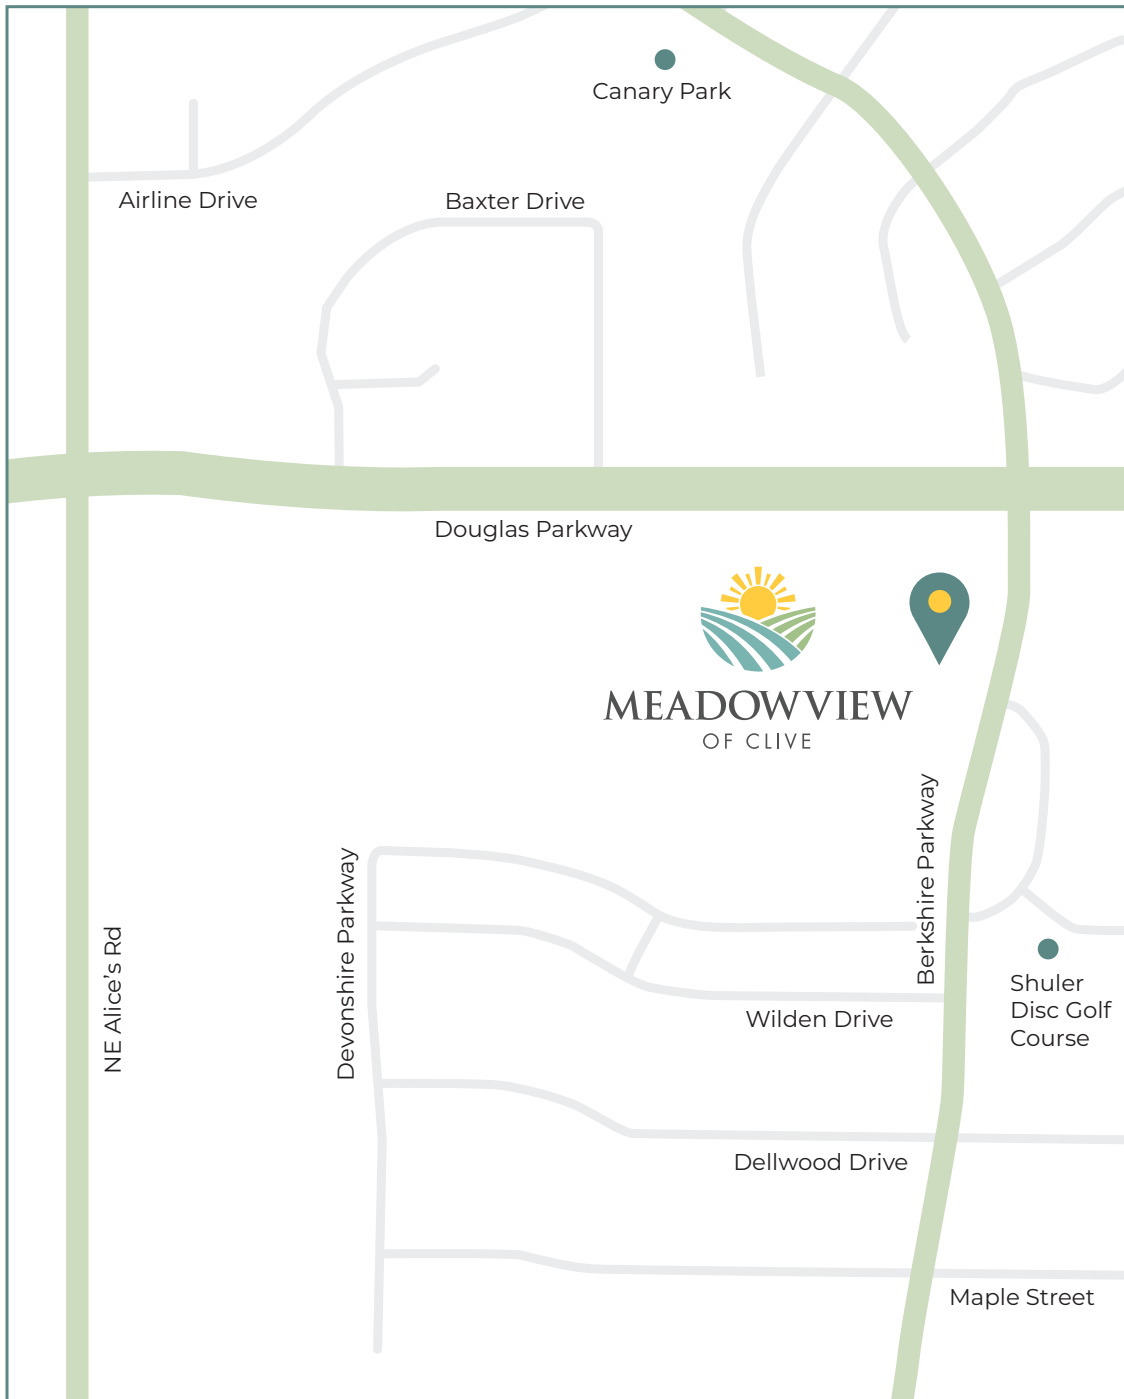 Canary Park
Airline Drive
Baxter Drive
Douglas Parkway
MEADOWVIEW
OF CLIVE
Berkshire Parkway
Devonshire Parkway
NE Alice's Rd
Shuler
Disc Golf
Course
Wilden Drive
Dellwood Drive
Maple Street